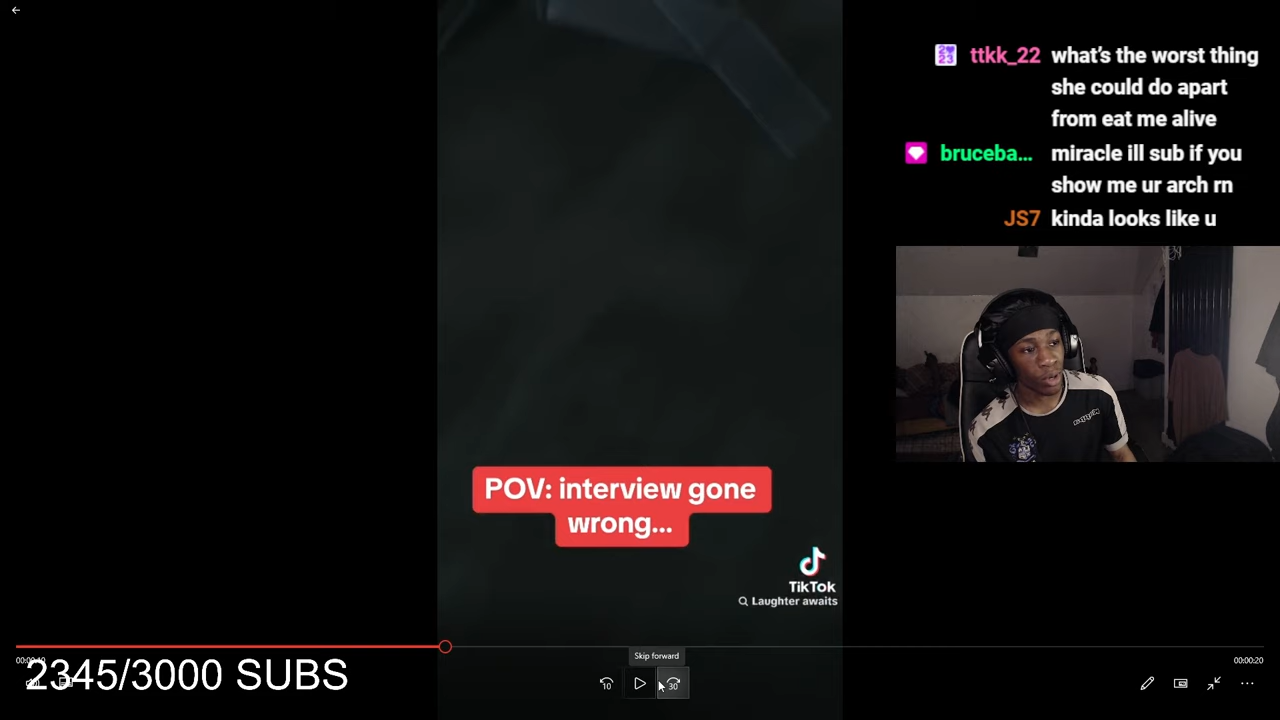 ttkk_22 what's the worst thing
she could do apart
from eat me alive
bruceba... miracle ill sub if you
show me ur arch rn
JS7 kinda looks like u
POV: interview gone
wrong...
TikTok
Laughter awaits
Skip forward
00:00:20
2345/3000 SUBS
10
30